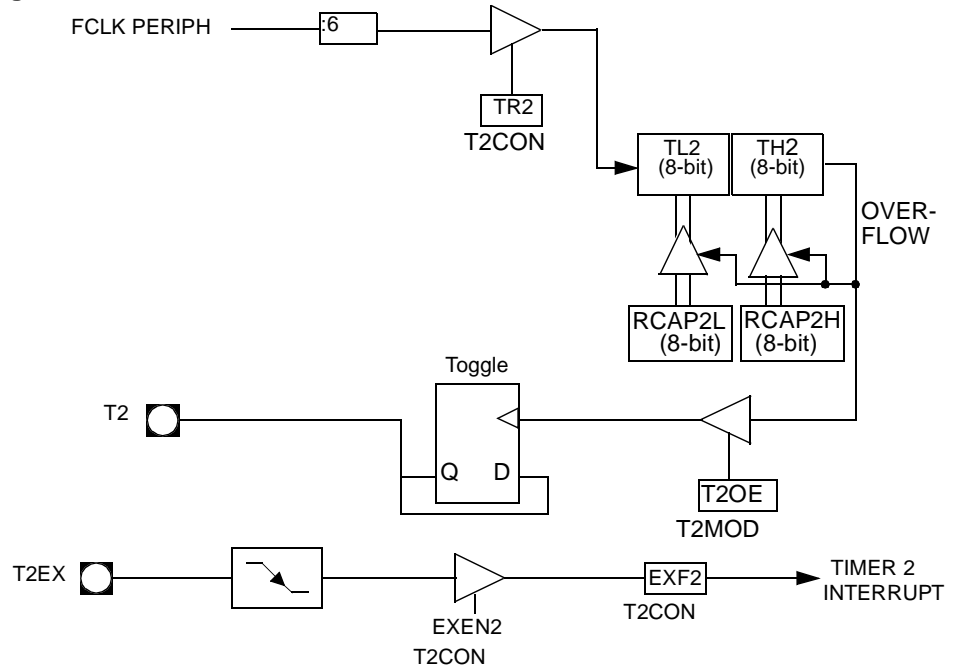 FCLK PERIPH
:6
TR2
T2CON
TL2
(8-bit)
TH2
(8-bit)
OVER-
FLOW
RCAP2L
(8-bit)
RCAP2H
(8-bit)
Toggle
T2
Q D
T2OE
T2MOD
T2EX
EXEN2
T2CON
EXF2
T2CON
TIMER 2
INTERRUPT